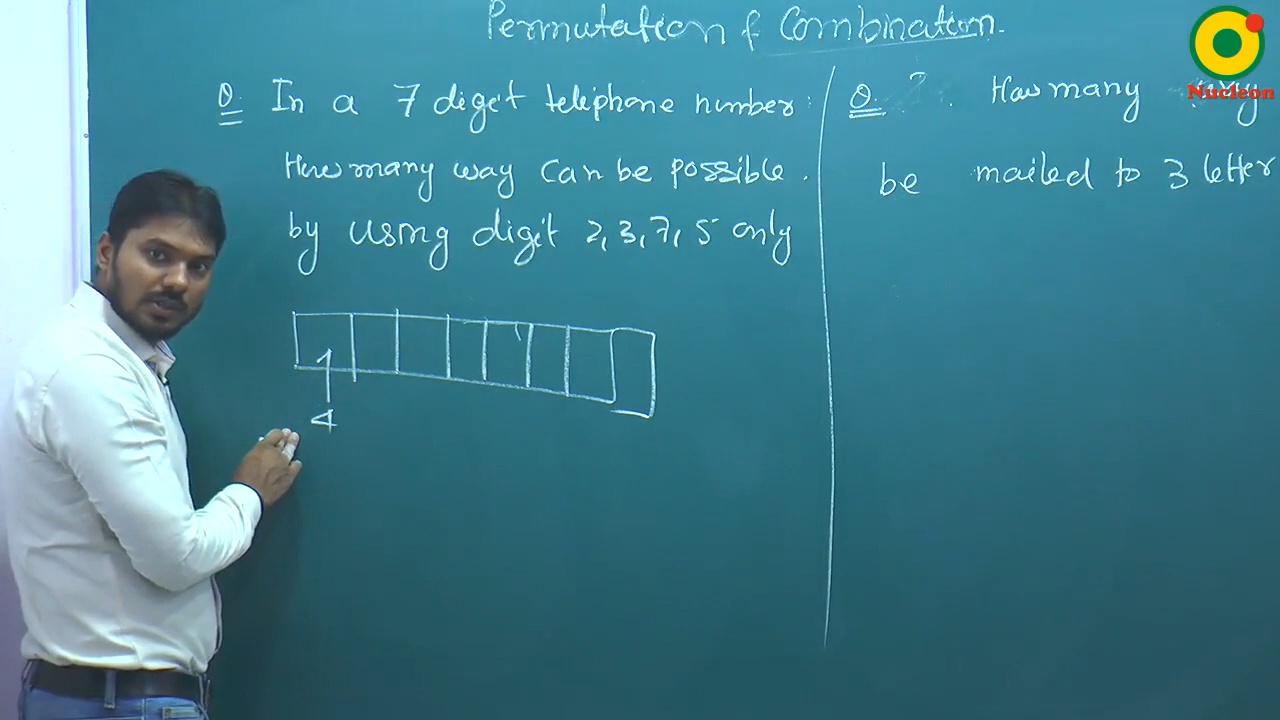 Permutation & Combination.
Nucleon
Q. In a 7 digit telephone number
How many way can be possible.
by using digit 2, 3, 7, 5 only
4
Q. ? . How many
be mailed to 3 letter